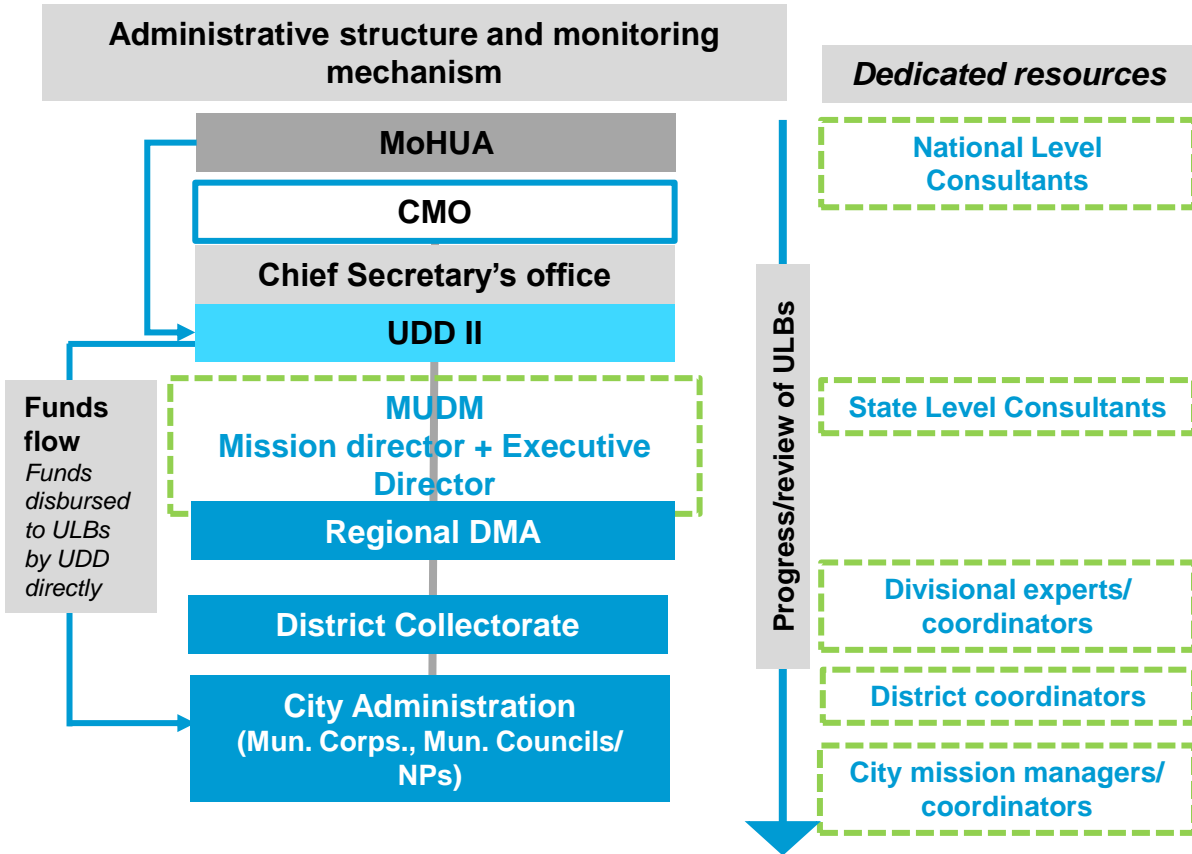 Administrative structure and monitoring
mechanism
Dedicated resources
MoHUA
CMO
Chief Secretary's office
UDD II
MUDM
Mission director + Executive
Director
Regional DMA
District Collectorate
City Administration
(Mun. Corps., Mun. Councils/
NPs)
Funds
flow
Funds
disbursed
to ULBs
by UDD
directly
Progress/review of ULBs
National Level
Consultants
State Level Consultants
Divisional experts/
coordinators
District coordinators
City mission managers/
coordinators